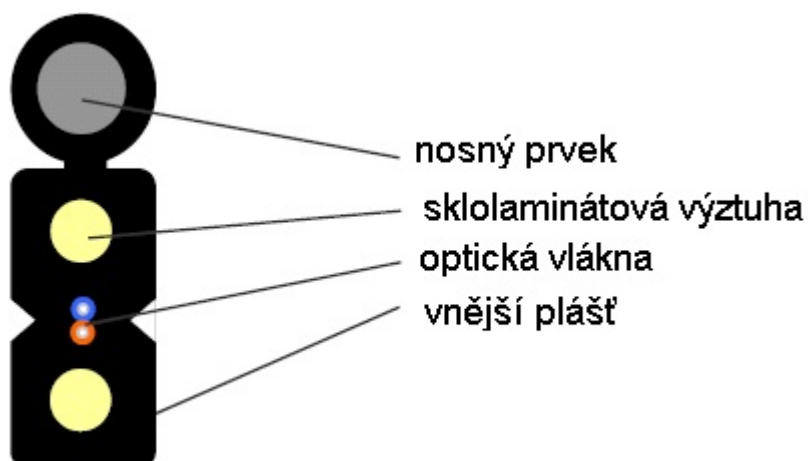 nosný prvek
sklolaminátová výztuha
optická vlákna
vnější plášť